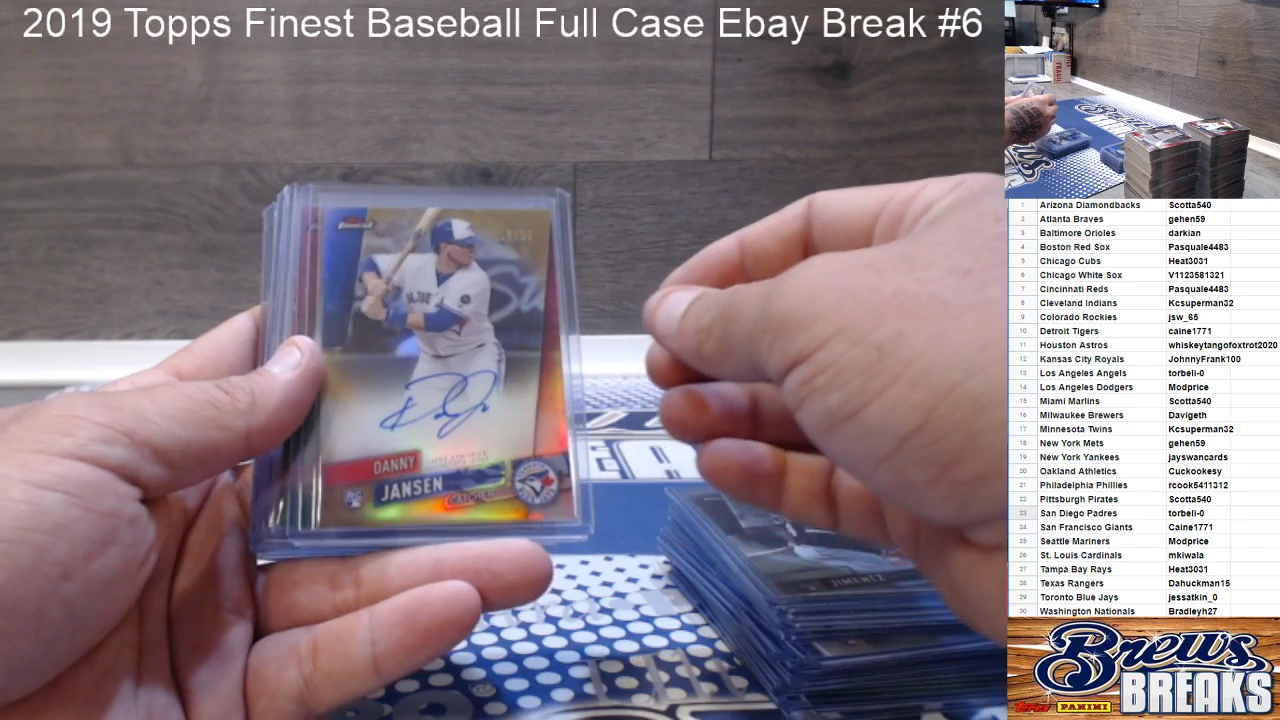 2019 Topps Finest Baseball Full Case Ebay Break #6
FINEST
DANNY
JANSEN
CATCHER
RC
JIMENEZ
FRAGILE
Brews
1 Arizona Diamondbacks Scotta540
2 Atlanta Braves gehen59
3 Baltimore Orioles darkian
4 Boston Red Sox Pasquale4483
5 Chicago Cubs Heat3031
6 Chicago White Sox V1123581321
7 Cincinnati Reds Pasquale4483
8 Cleveland Indians Kcsuperman32
9 Colorado Rockies jsw_65
10 Detroit Tigers caine1771
11 Houston Astros whiskeytangofoxtrot2020
12 Kansas City Royals JohnnyFrank100
13 Los Angeles Angels torbeli-0
14 Los Angeles Dodgers Modprice
15 Miami Marlins Scotta540
16 Milwaukee Brewers Davigeth
17 Minnesota Twins Kcsuperman32
18 New York Mets gehen59
19 New York Yankees jayswancards
20 Oakland Athletics Cuckookesy
21 Philadelphia Phillies rcook5411312
22 Pittsburgh Pirates Scotta540
23 San Diego Padres torbeli-0
24 San Francisco Giants Caine1771
25 Seattle Mariners Modprice
26 St. Louis Cardinals mkiwala
27 Tampa Bay Rays Heat3031
28 Texas Rangers Dahuckman15
29 Toronto Blue Jays jessatkin_0
30 Washington Nationals Bradleyh27
Brews
BREAKS
Topps PANINI